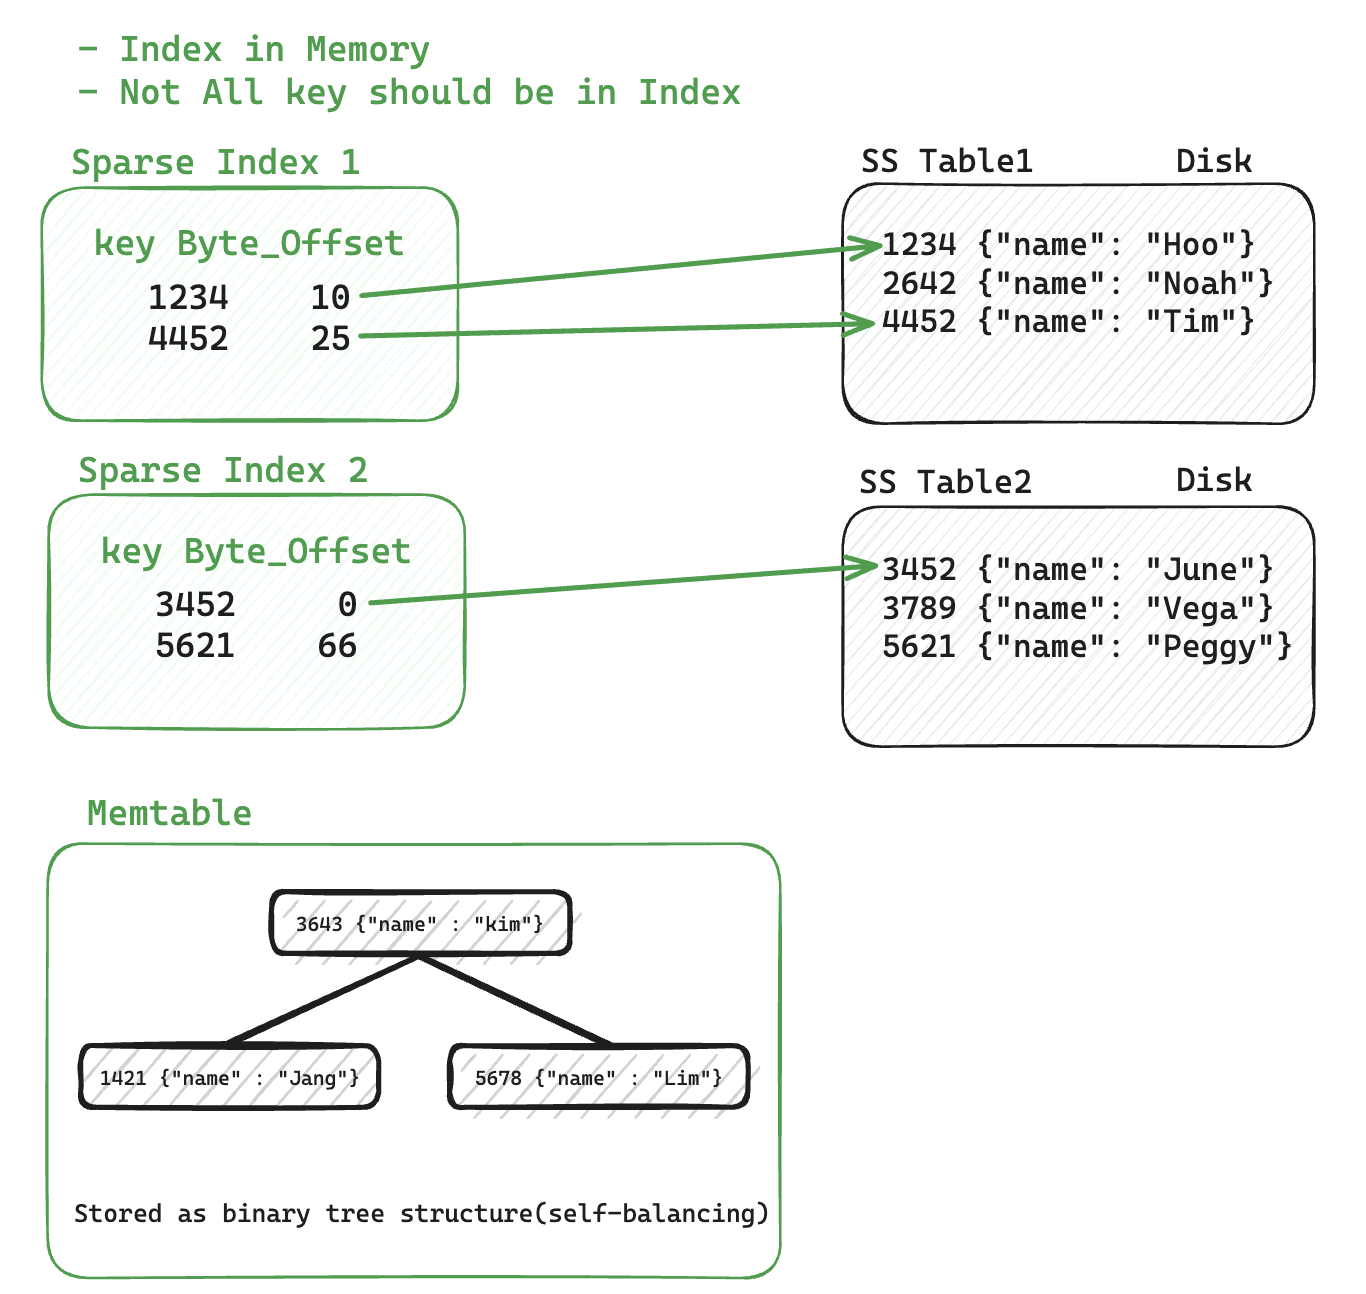 - Index in Memory
- Not All key should be in Index
Sparse Index 1
key Byte_Offset
1234 10
4452 25
SS Table1 Disk
1234 {"name": "Hoo"}
2642 {"name": "Noah"}
4452 {"name": "Tim"}
Sparse Index 2
key Byte_Offset
3452 0
5621 66
SS Table2 Disk
3452 {"name": "June"}
3789 {"name": "Vega"}
5621 {"name": "Peggy"}
Memtable
3643 {"name" : "kim"}
1421 {"name" : "Jang"}
5678 {"name" : "Lim"}
Stored as binary tree structure(self-balancing)